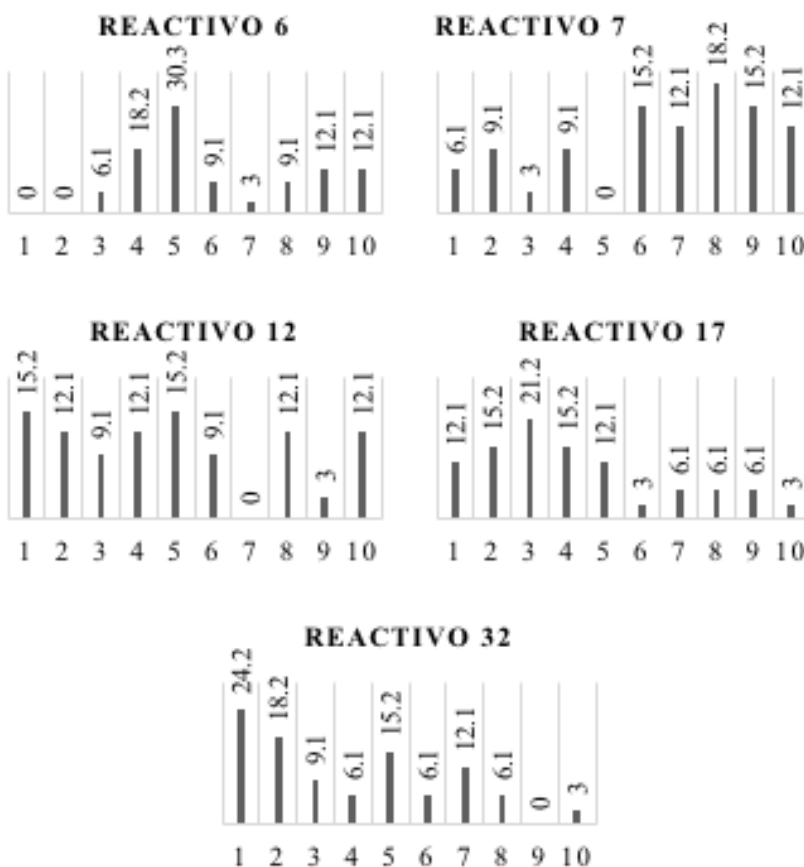 REACTIVO 6
0 0 6.1 18.2 30.3 9.1 3 9.1 12.1 12.1
1 2 3 4 5 6 7 8 9 10
REACTIVO 7
6.1 9.1 3 9.1 0 15.2 12.1 18.2 15.2 12.1
1 2 3 4 5 6 7 8 9 10
REACTIVO 12
15.2 12.1 9.1 12.1 15.2 9.1 0 12.1 3 12.1
1 2 3 4 5 6 7 8 9 10
REACTIVO 17
12.1 15.2 21.2 15.2 12.1 3 6.1 6.1 6.1 3
1 2 3 4 5 6 7 8 9 10
REACTIVO 32
24.2 18.2 9.1 6.1 15.2 6.1 12.1 6.1 0 3
1 2 3 4 5 6 7 8 9 10